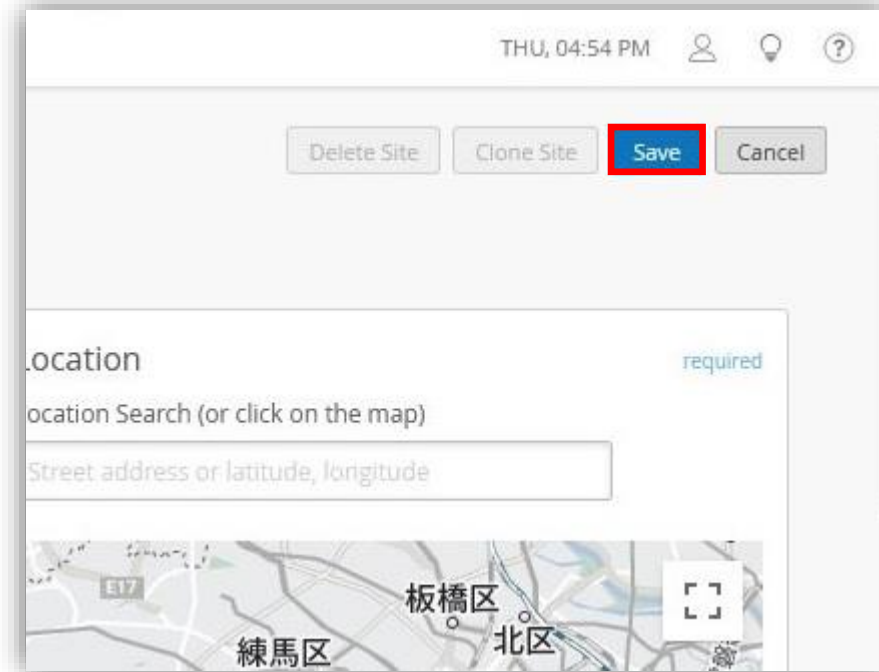 THU, 04:54 PM
Delete Site Clone Site Save Cancel
ocation required
ocation Search (or click on the map)
Street address or latitude, longitude
E17
板橋区
北区
練馬区